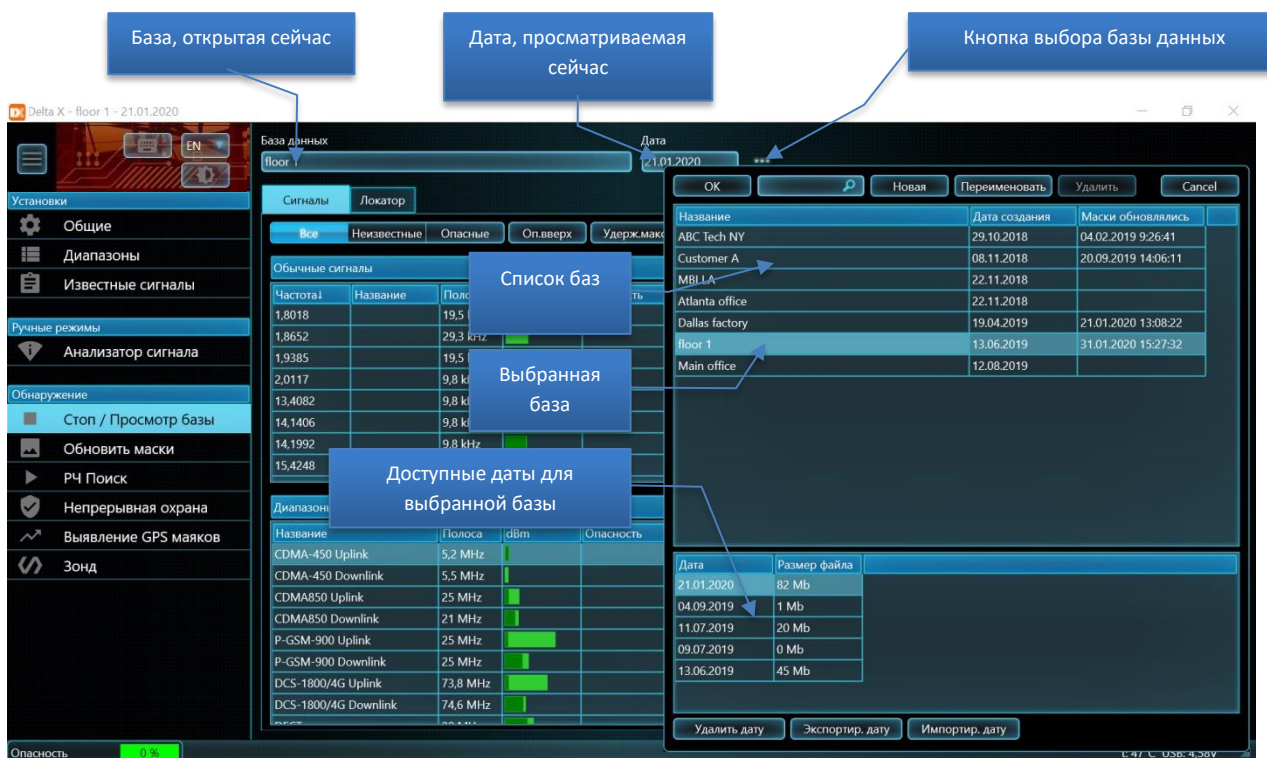 База, открытая сейчас
Дата, просматриваемая
сейчас
Кнопка выбора базы данных
Delta X - floor 1 - 21.01.2020
EN
База данных
Дата
floor 1
21.01.2020
Установки
Общие
Диапазоны
Известные сигналы
Ручные режимы
Анализатор сигнала
Обнаружение
Стоп / Просмотр базы
Обновить маски
РЧ Поиск
Непрерывная охрана
Выявление GPS маяков
Зонд
Сигналы Локатор
Все Неизвестные Опасные Оп.вверх Удерж.мак
Обычные сигналы
Частота↓ Название
1,8018 19,5
1,8652 29,3 kHz
1,9385 19,5
2,0117 9,8
13,4082 9,8
14,1406 9,8
14,1992 9,8 kHz
15,4248
Список баз
Выбранная
база
Доступные даты для
выбранной базы
Название Полоса dBm Опасность
CDMA-450 Uplink 5,2 MHz
CDMA-450 Downlink 5,5 MHz
CDMA850 Uplink 25 MHz
CDMA850 Downlink 21 MHz
P-GSM-900 Uplink 25 MHz
P-GSM-900 Downlink 25 MHz
DCS-1800/4G Uplink 73,8 MHz
DCS-1800/4G Downlink 74,6 MHz
OK Новая Переименовать Удалить Cancel
Название Дата создания Маски обновлялись
ABC Tech NY 29.10.2018 04.02.2019 9:26:41
Customer A 08.11.2018 20.09.2019 14:06:11
MBI LA 22.11.2018
Atlanta office 22.11.2018
Dallas factory 19.04.2019 21.01.2020 13:08:22
floor 1 13.06.2019 31.01.2020 15:27:32
Main office 12.08.2019
Дата Размер файла
21.01.2020 82 Mb
04.09.2019 1 Mb
11.07.2019 20 Mb
09.07.2019 0 Mb
13.06.2019 45 Mb
Удалить дату Экспортир. дату Импортир. дату
Опасность 0 %
t: 47 C USB: 4,58V